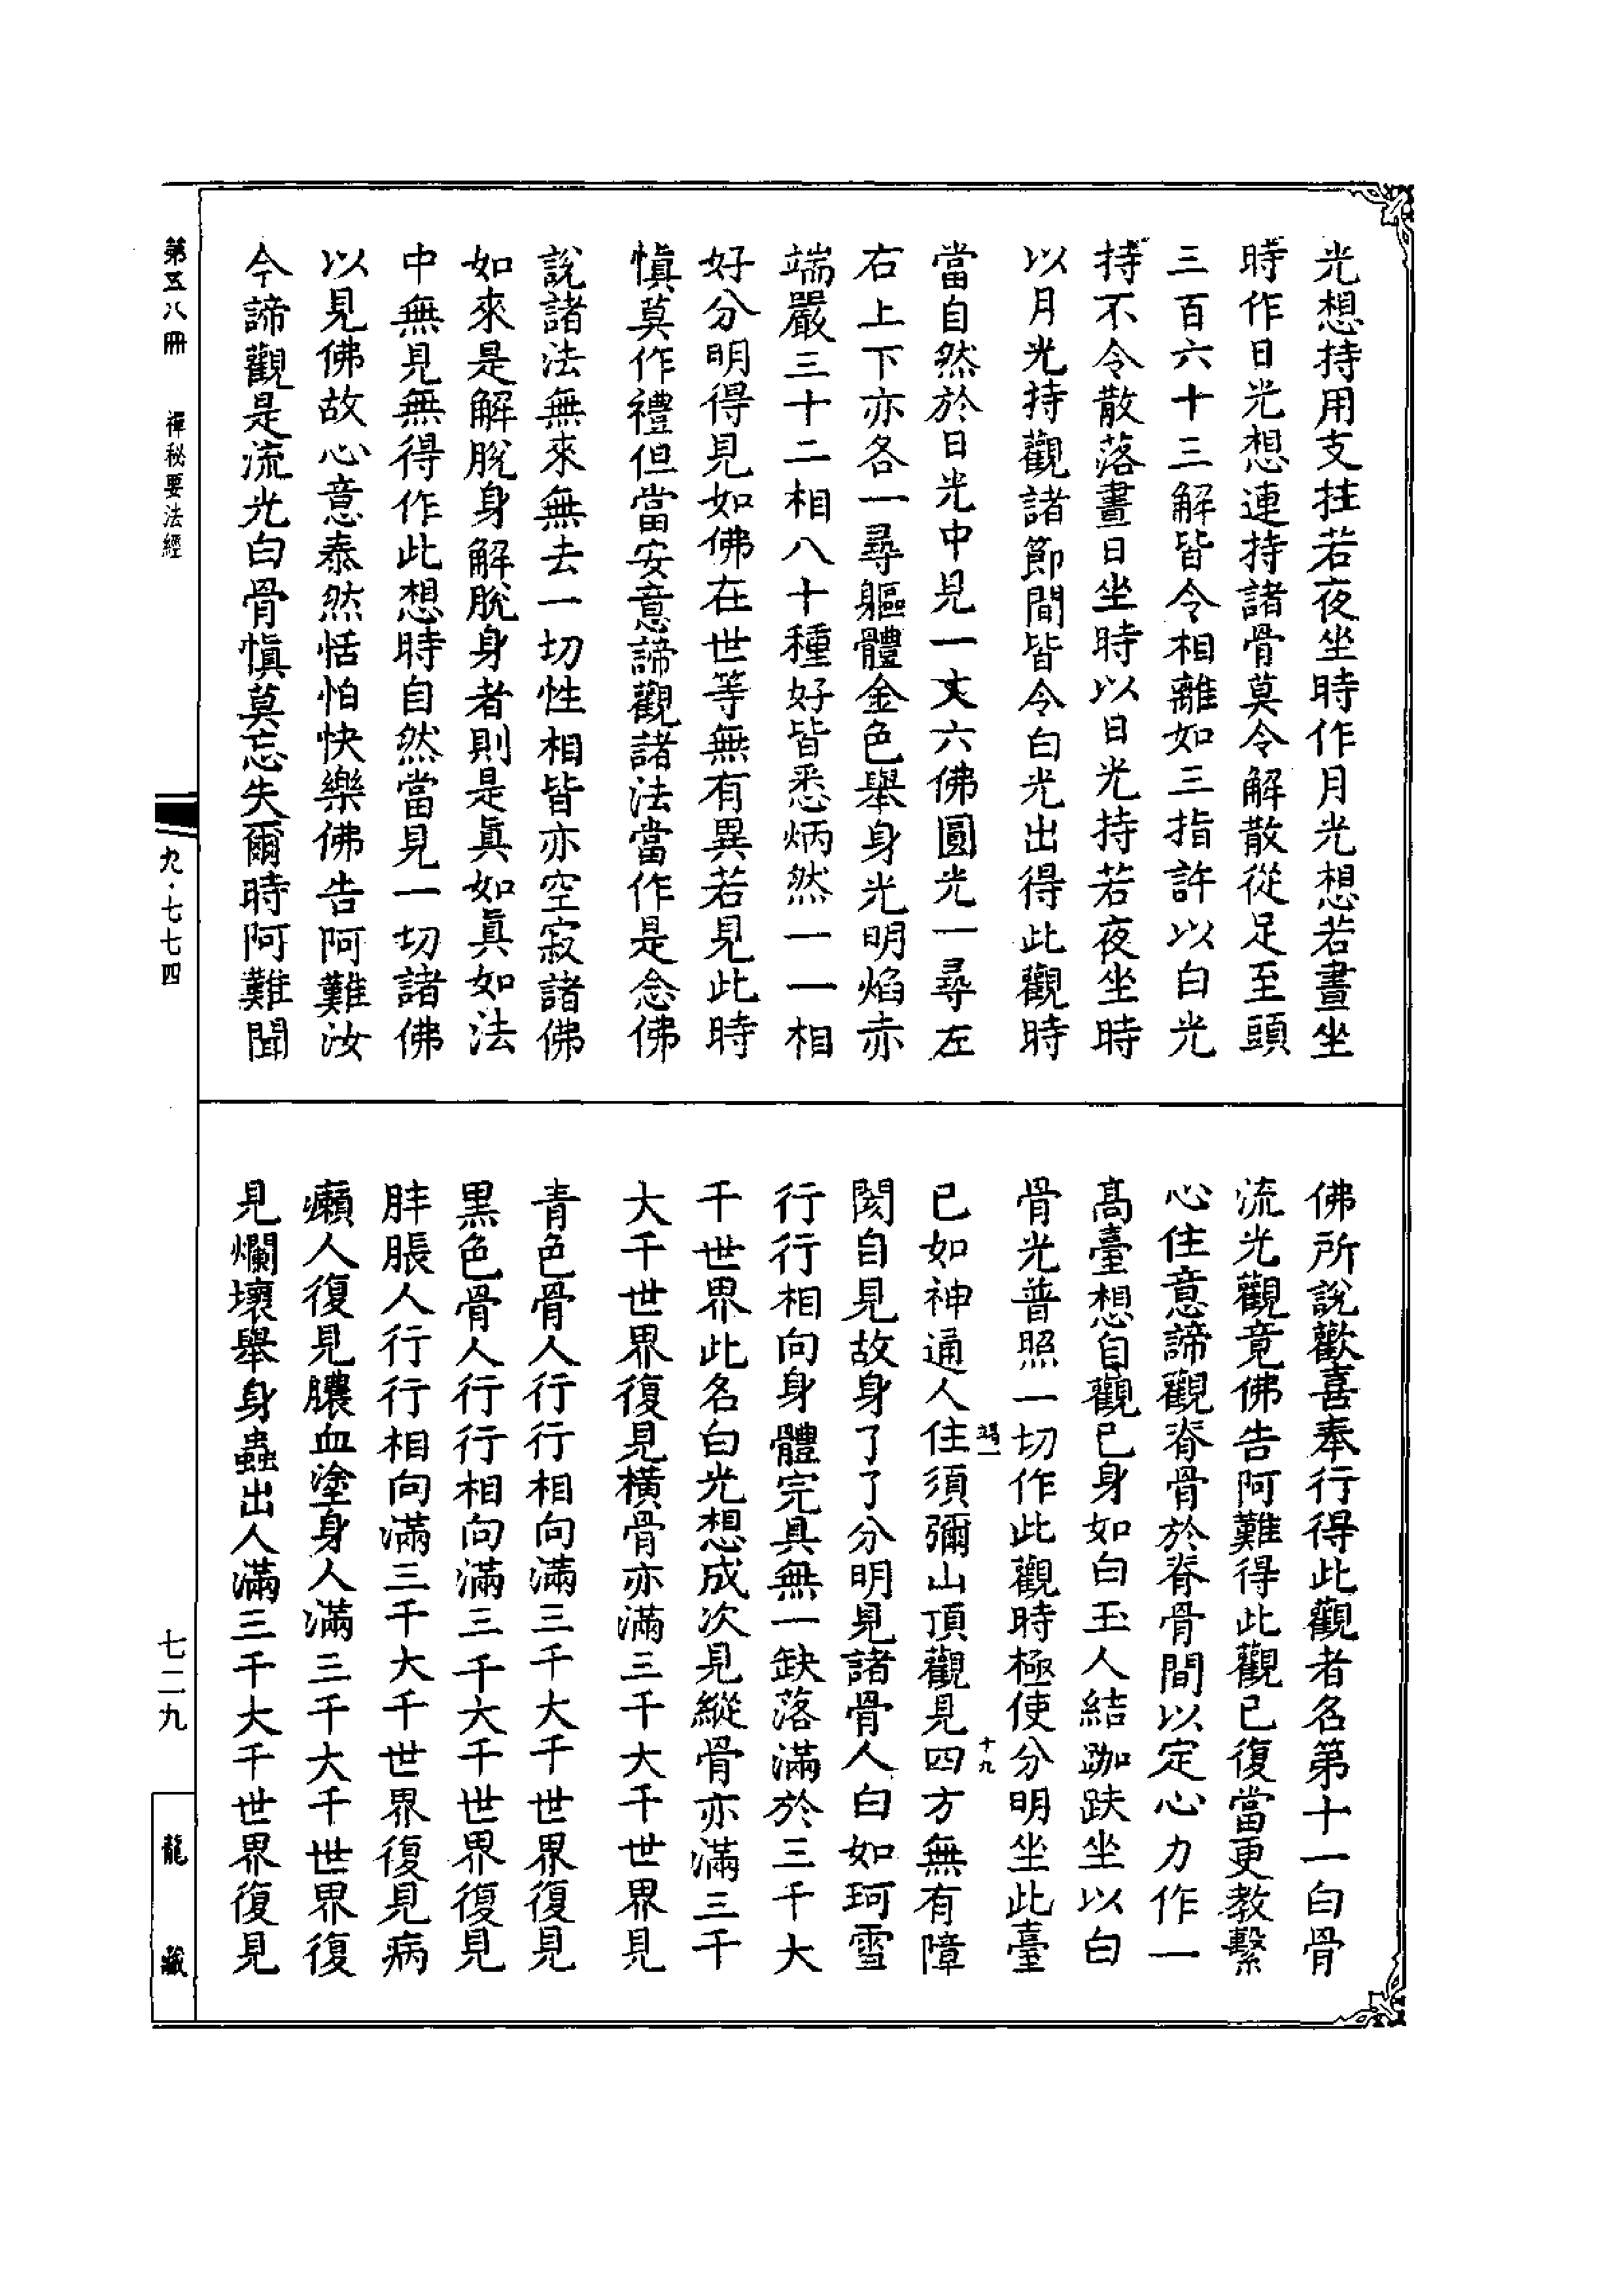 光想持用支拄若夜坐時作月光想若晝坐
時作日光想連持諸骨莫令解散從足至頭
三百六十三解皆令相離如三指許以白光
持不令散落晝日坐時以日光持若夜坐時
以月光持觀諸節間皆令白光出得此觀時
當自然於日光中見一丈六佛圓光一尋左
右上下亦各一尋軀體金色舉身光明焰赤
端嚴三十二相八十種好皆悉炳然一一相
好分明得見如佛在世等無有異若見此時
慎莫作禮但當安意諦觀諸法當作是念佛
說諸法無來無去一切性相皆亦空寂諸佛
如來是解脫身解脫身者則是真如真如法
中無見無得作此想時自然當見一切諸佛
以見佛故心意泰然恬怕快樂佛告阿難汝
今諦觀是流光白骨慎莫忘失爾時阿難聞
佛所說歡喜奉行得此觀者名第十一白骨
流光觀竟佛告阿難得此觀已復當更教繫
心住意諦觀脊骨於脊骨間以定心力作一
高臺想自觀已身如白玉人結跏趺坐以白
骨光普照一切作此觀時極使分明坐此臺
已如神通人住須彌山頂觀見四方無有障
十九
閡自見故身了了分明見諸骨人白如珂雪
行行相向身體完具無一缺落滿於三千大
千世界此名白光想成次見縱骨亦滿三千
大千世界復見橫骨亦滿三千大千世界見
青色骨人行行相向滿三千大千世界復見
黑色骨人行行相向滿三千大千世界復見
胮脹人行行相向滿三千大千世界復見病
癩人復見膿血塗身人滿三千大千世界復
見爛壞舉身蟲出人滿三千大千世界復見
第五八冊
禪秘要法經
九·七七四
七二九
龍藏